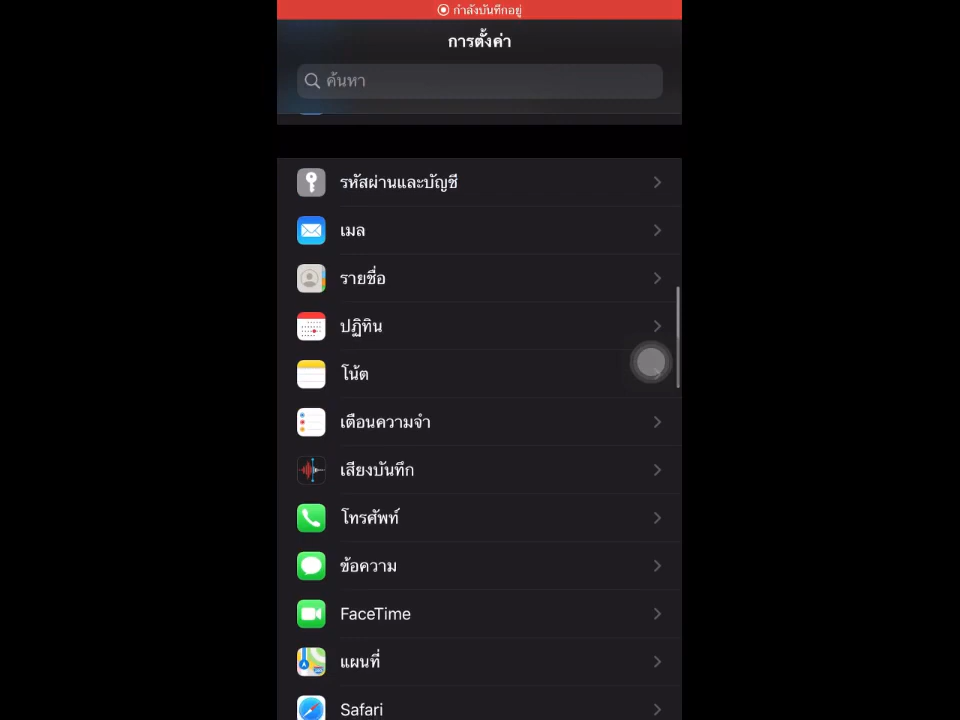 กำลังบันทึกอยู่
การตั้งค่า
ค้นหา
รหัสผ่านและบัญชี
เมล
รายชื่อ
ปฏิทิน
โน้ต
เตือนความจำ
เสียงบันทึก
โทรศัพท์
ข้อความ
FaceTime
แผนที่
Safari